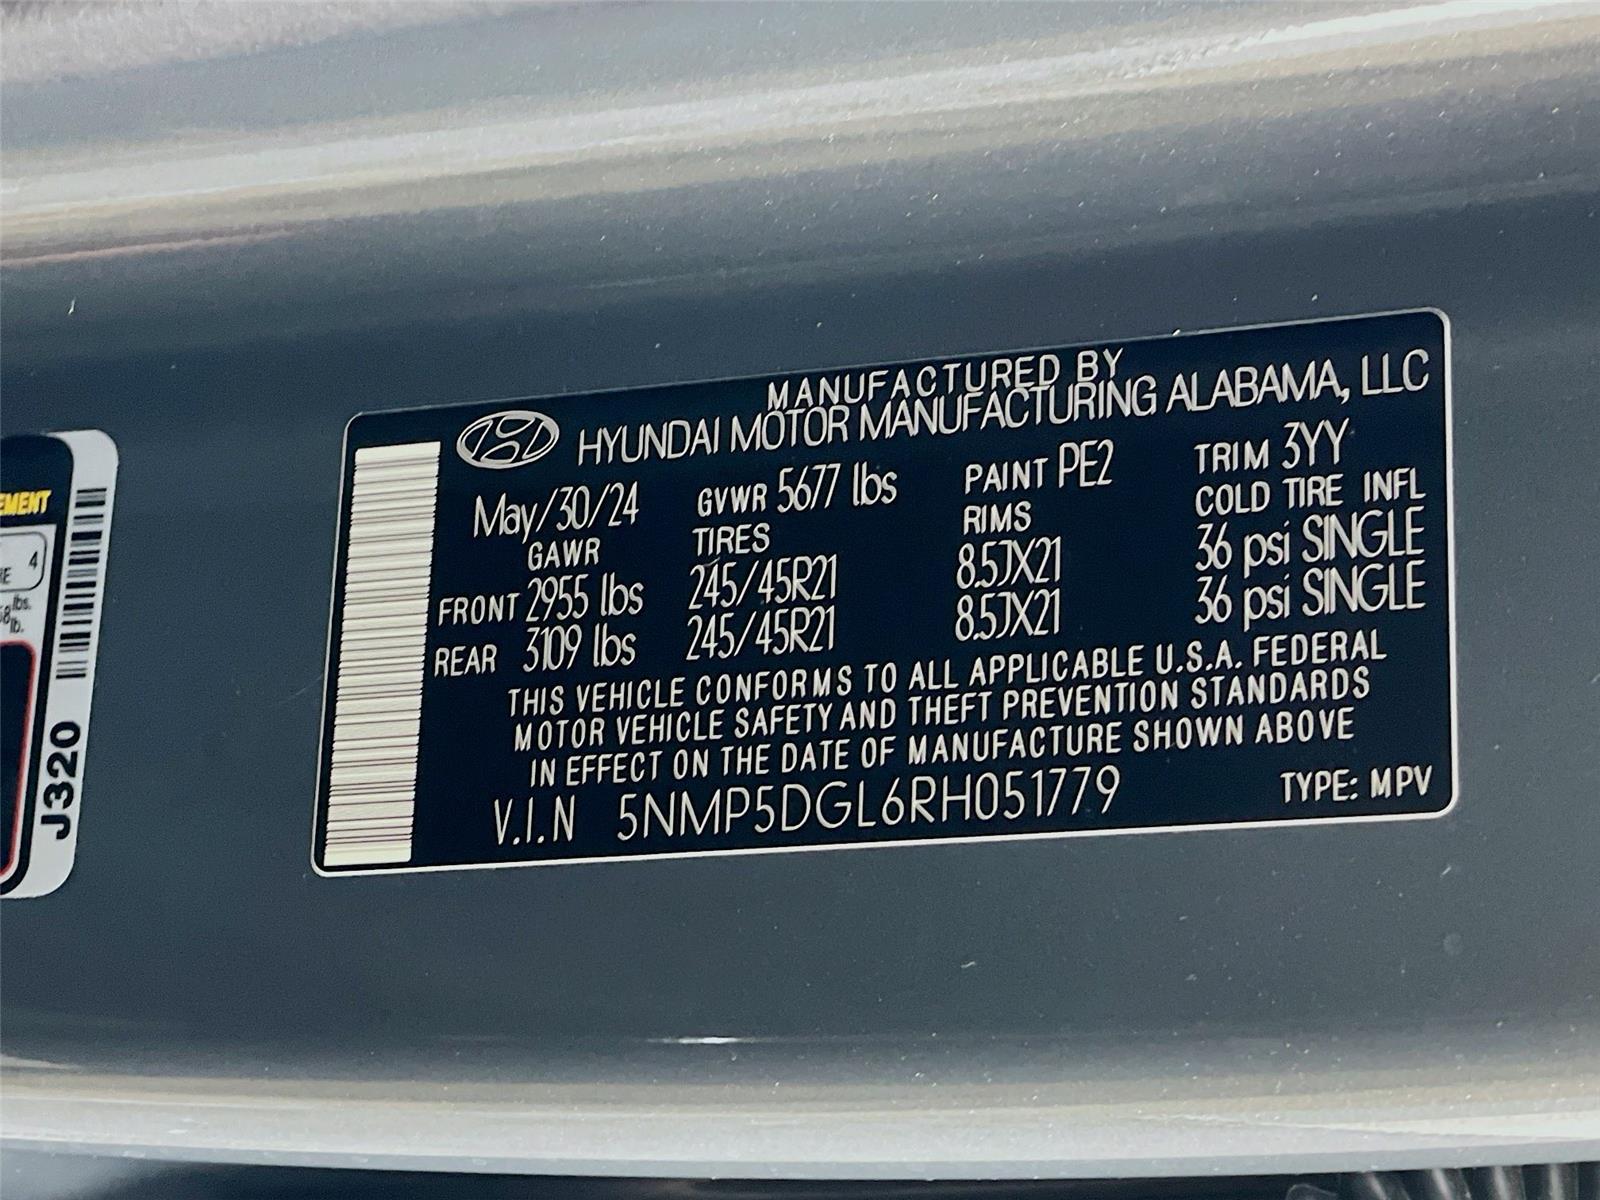 MANUFACTURED BY
HYUNDAI MOTOR MANUFACTURING ALABAMA, LLC
May/30/24 GVWR 5677 lbs PAINT PE2 TRIM 3YY
GAWR TIRES RIMS COLD TIRE INFL
FRONT 2955 lbs 245/45R21 8.5JX21 36 psi SINGLE
REAR 3109 lbs 245/45R21 8.5JX21 36 psi SINGLE
THIS VEHICLE CONFORMS TO ALL APPLICABLE U.S.A. FEDERAL
MOTOR VEHICLE SAFETY AND THEFT PREVENTION STANDARDS
IN EFFECT ON THE DATE OF MANUFACTURE SHOWN ABOVE
V.I.N 5NMP5DGL6RH051779 TYPE: MPV
4
lbs.
lb.
J320